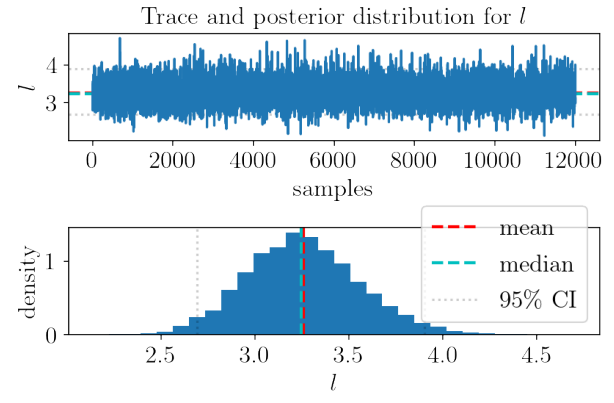 Trace and posterior distribution for l
4
3
l
0 2000 4000 6000 8000 10000 12000
samples
mean
median
95% CI
1
0
density
2.5 3.0 3.5 4.0 4.5
l